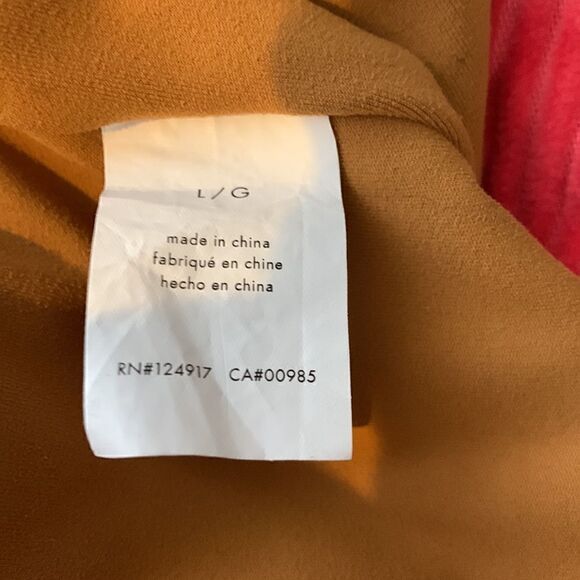 L / G
made in china
fabriqué en chine
hecho en china
RN#124917 CA#00985